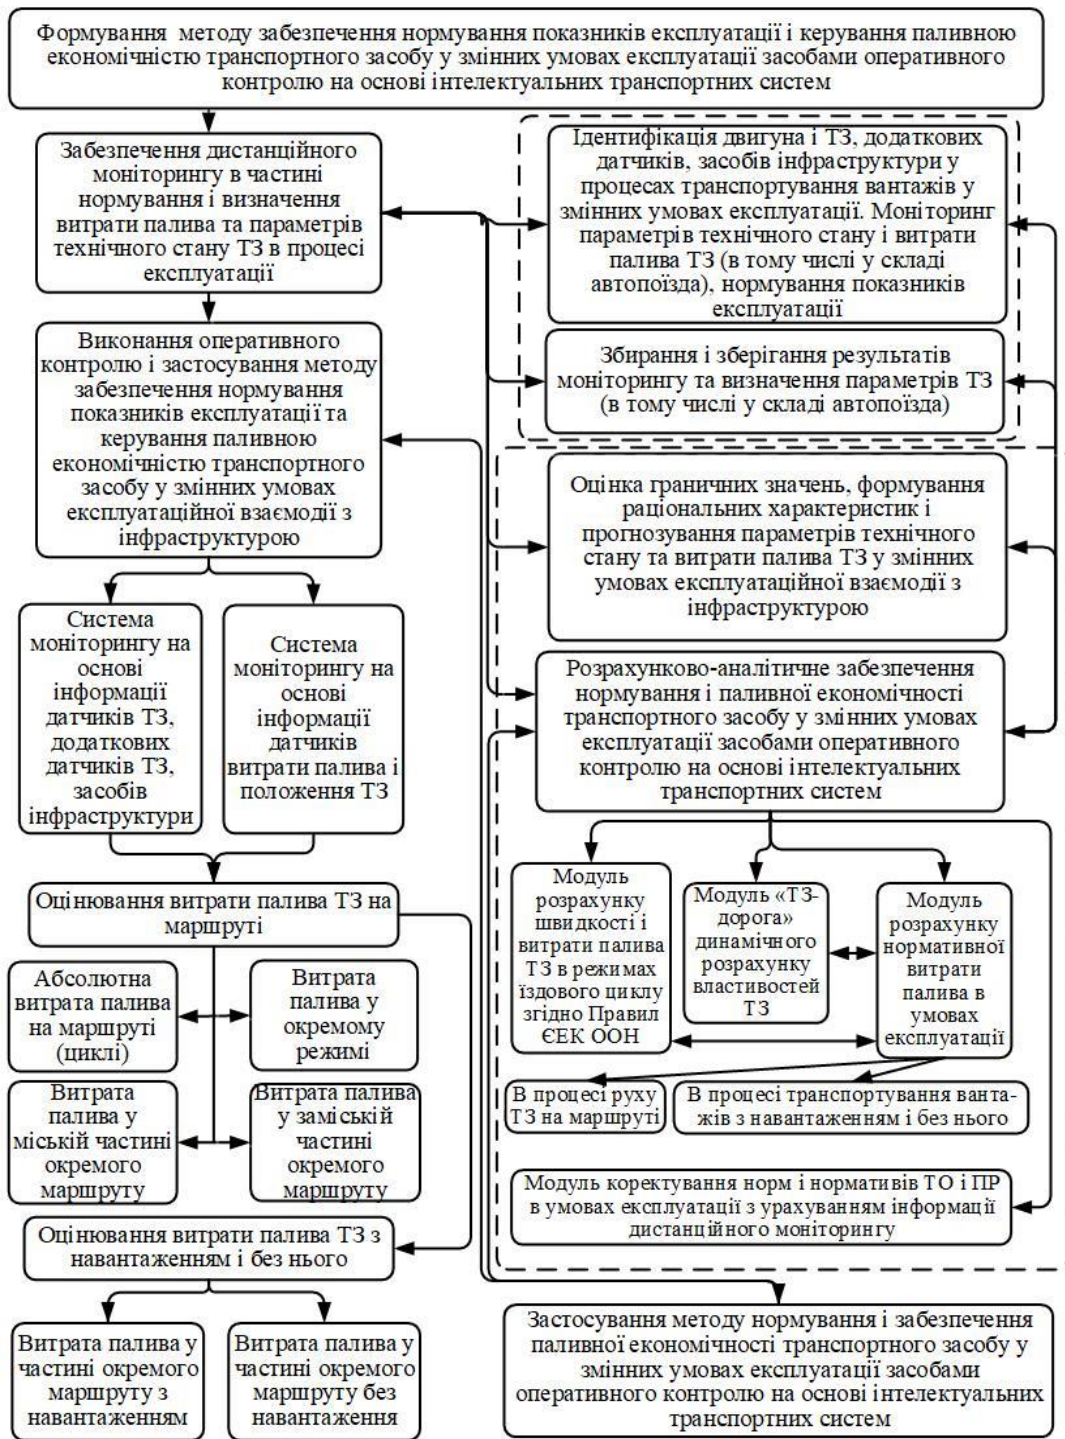 Формування методу забезпечення нормування показників експлуатації і керування паливною
економічністю транспортного засобу у змінних умовах експлуатації засобами оперативного
контролю на основі інтелектуальних транспортних систем
Забезпечення дистанційного
моніторингу в частині
нормування і визначення
витрати палива та параметрів
технічного стану ТЗ в процесі
експлуатації
Ідентифікація двигуна і ТЗ, додаткових
датчиків, засобів інфраструктури у
процесах транспортування вантажів у
змінних умовах експлуатації. Моніторинг
параметрів технічного стану і витрати
палива ТЗ (в тому числі у складі
автопоїзда), нормування показників
експлуатації
Виконання оперативного
контролю і застосування методу
забезпечення нормування
показників експлуатації та
керування паливною
економічністю транспортного
засобу у змінних умовах
експлуатаційної взаємодії з
інфраструктурою
Збирання і зберігання результатів
моніторингу та визначення параметрів ТЗ
(в тому числі у складі автопоїзда)
Оцінка граничних значень, формування
раціональних характеристик і
прогнозування параметрів технічного
стану та витрати палива ТЗ у змінних
умовах експлуатаційної взаємодії з
інфраструктурою
Система
моніторингу на
основі
інформації
датчиків ТЗ,
додаткових
датчиків ТЗ,
засобів
інфраструктури
Система
моніторингу на
основі
інформації
датчиків
витрати палива і
положення ТЗ
Розрахунково-аналітичне забезпечення
нормування і паливної економічності
транспортного засобу у змінних умовах
експлуатації засобами оперативного
контролю на основі інтелектуальних
транспортних систем
Оцінювання витрати палива ТЗ на
маршруті
Модуль
розрахунку
швидкості і
витрати палива
ТЗ в режимах
їздового циклу
згідно Правил
ЄЕК ООН
Модуль «ТЗ-
дорога»
динамічного
розрахунку
властивостей
ТЗ
Модуль
розрахунку
нормативної
витрати
палива в
умовах
експлуатації
Абсолютна
витрата палива
на маршруті
(циклі)
Витрата
палива у
окремому
режимі
Витрата
палива у
міській частині
окремого
маршруту
Витрата палива
у заміській
частині
окремого
маршруту
В процесі руху
ТЗ на маршруті
В процесі транспортування ванта-
жів з навантаженням і без нього
Модуль коректування норм і нормативів ТО і ПР
в умовах експлуатації з урахуванням інформації
дистанційного моніторингу
Оцінювання витрати палива ТЗ з
навантаженням і без нього
Витрата палива у
частині окремого
маршруту з
навантаженням
Витрата палива у
частині окремого
маршруту без
навантаження
Застосування методу нормування і забезпечення
паливної економічності транспортного засобу у
змінних умовах експлуатації засобами
оперативного контролю на основі інтелектуальних
транспортних систем